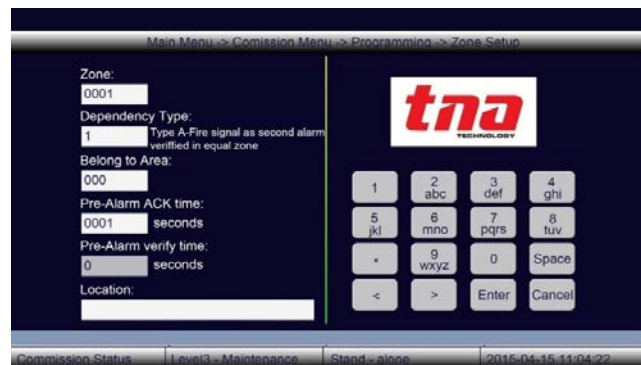 Main Menu -> Comission Menu -> Programming -> Zone Setup
Zone:
0001
Dependency Type:
1 Type A-Fire signal as second alarm
veriffied in equal zone
Belong to Area:
000
Pre-Alarm ACK time:
0001 seconds
Pre-Alarm verify time:
0 seconds
Location:
tna
TECHNOLOGY
1 2 3 4
abc def ghi
5 6 7 8
jkl mno pqrs tuv
* 9 0 Space
wxyz
< > Enter Cancel
Commission Status Level3 - Maintenance Stand - alone 2015-04-15 11:04:22